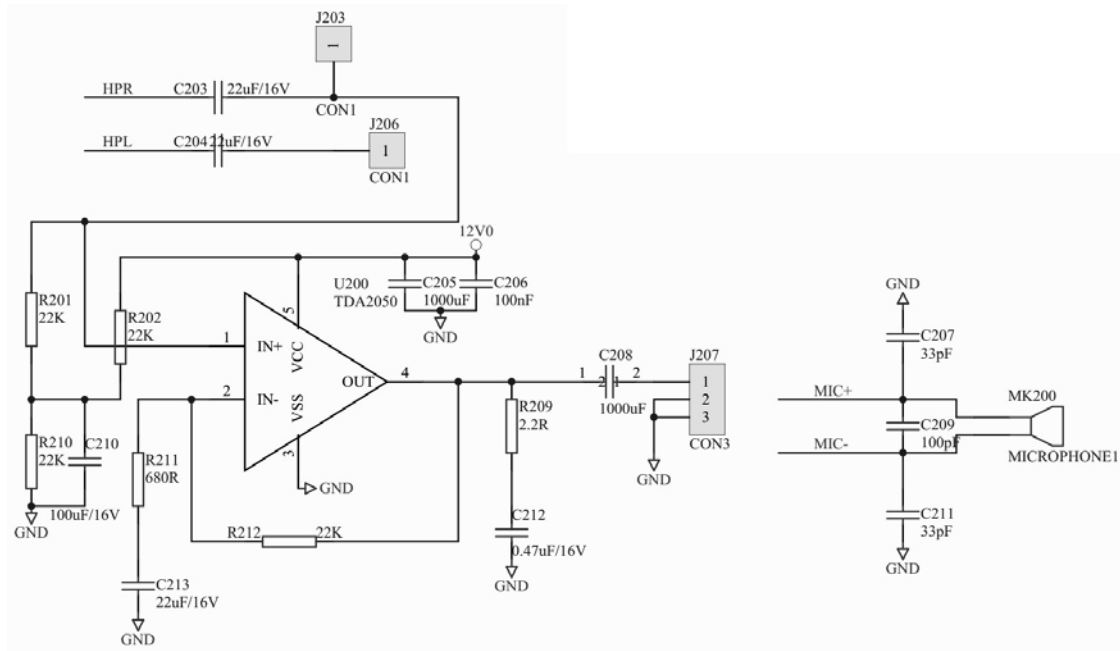 J203
1
HPR
C203
22uF/16V
CON1
J206
HPL
C204
22uF/16V
1
CON1
12V0
R201
22K
R202
22K
U200
TDA2050
C205
1000uF
C206
100nF
GND
5
1
IN+
VCC
2
IN-
VSS
OUT
4
3
GND
C208
1
2
2
1
1000uF
J207
1
2
3
CON3
GND
R209
2.2R
R210
22K
C210
100uF/16V
GND
R211
680R
R212
22K
C212
0.47uF/16V
GND
C213
22uF/16V
GND
GND
C207
33pF
MIC+
MK200
C209
100pF
MIC-
MICROPHONE1
C211
33pF
GND